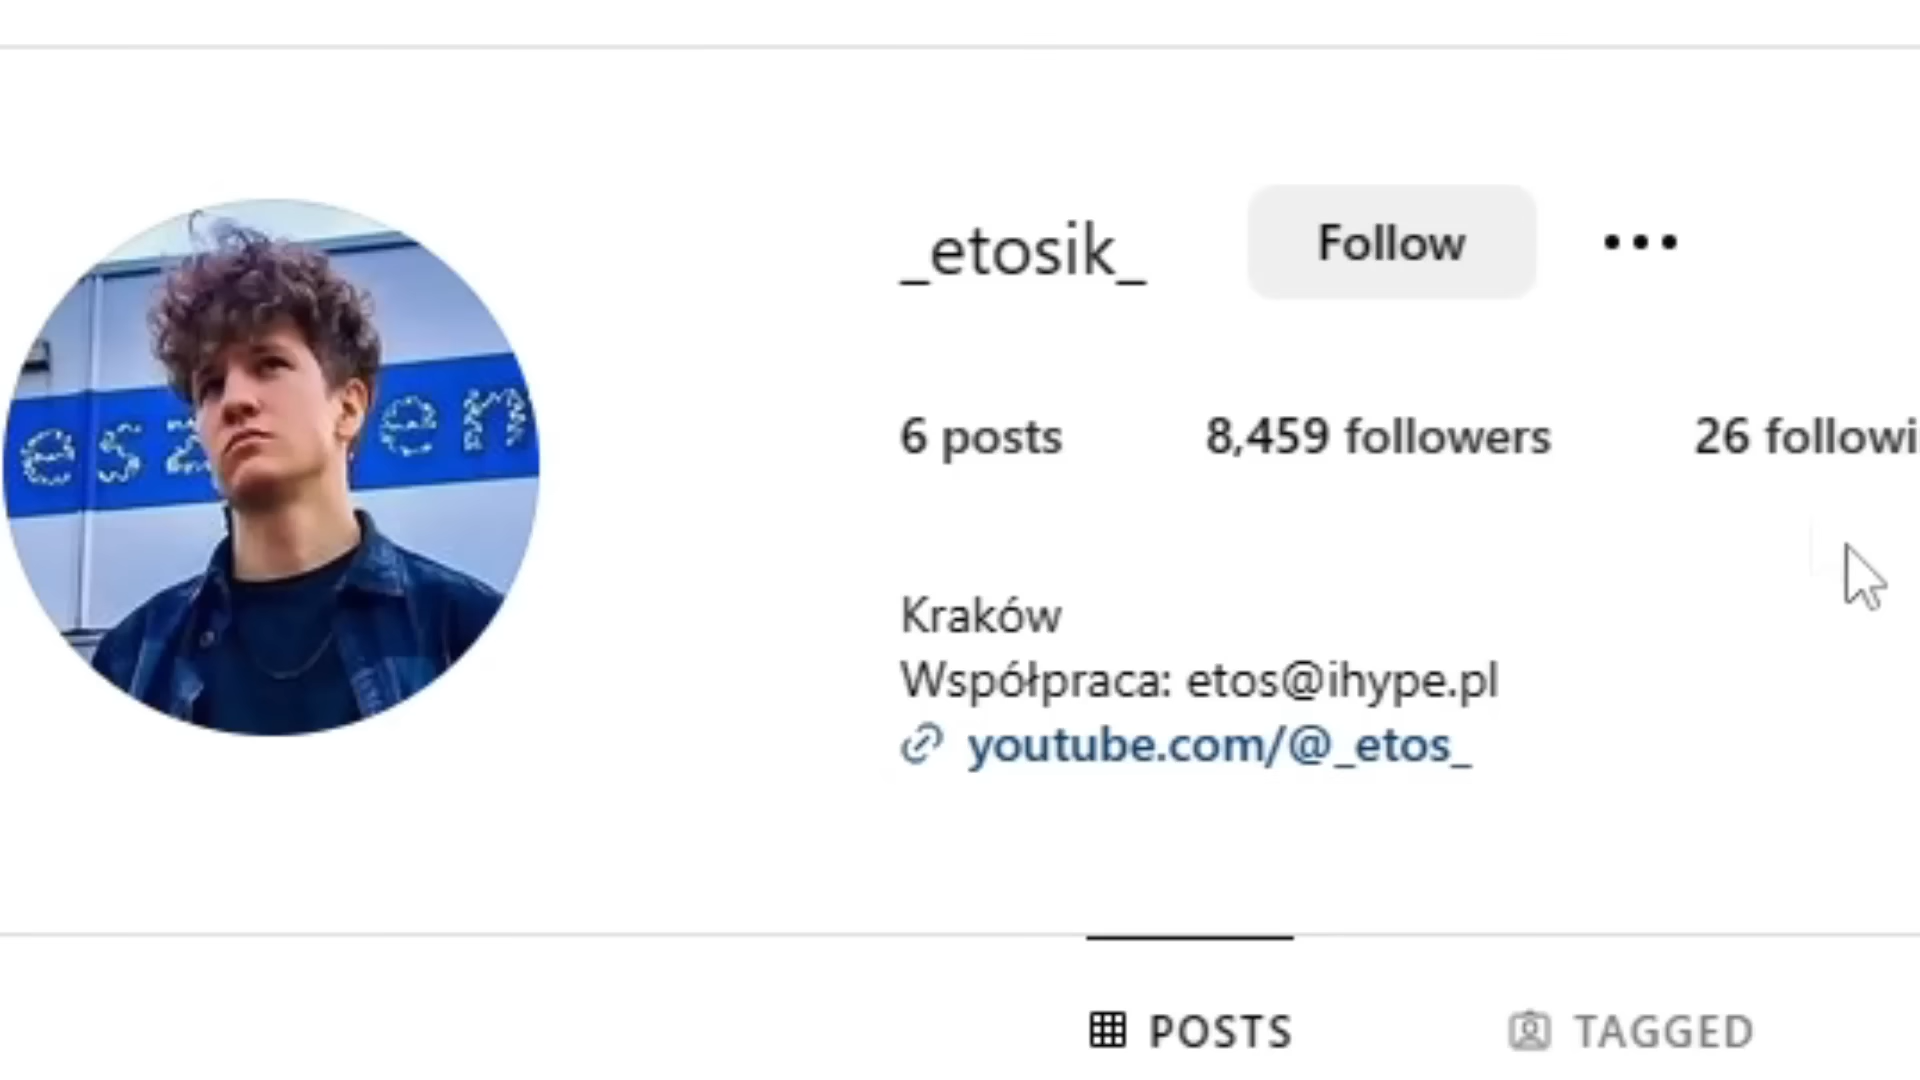 _etosik_ Follow
6 posts 8,459 followers 26 followi
Kraków
Współpraca: etos@ihype.pl
youtube.com/@_etos_
POSTS TAGGED